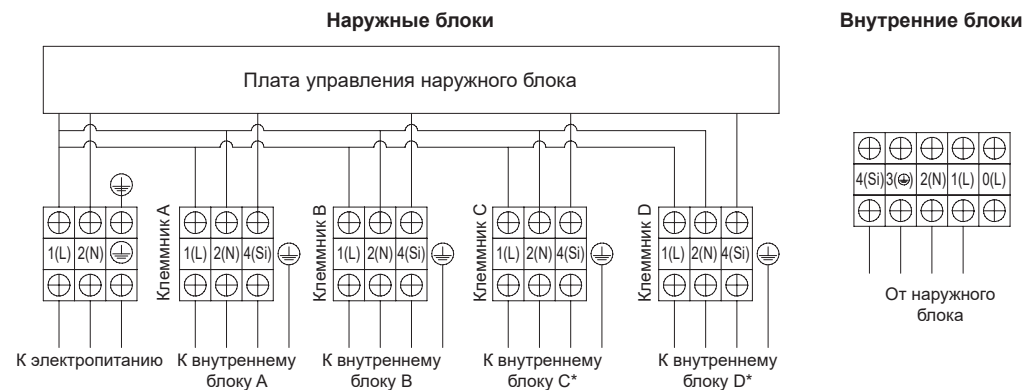 Наружные блоки
Внутренние блоки
Плата управления наружного блока
Клеммник A
Клеммник B
Клеммник C
Клеммник D
1(L) 2(N)
1(L) 2(N) 4(Si)
1(L) 2(N) 4(Si)
1(L) 2(N) 4(Si)
1(L) 2(N) 4(Si)
4(Si) 3(⏚) 2(N) 1(L) 0(L)
К электропитанию
К внутреннему
блоку A
К внутреннему
блоку B
К внутреннему
блоку C*
К внутреннему
блоку D*
От наружного
блока